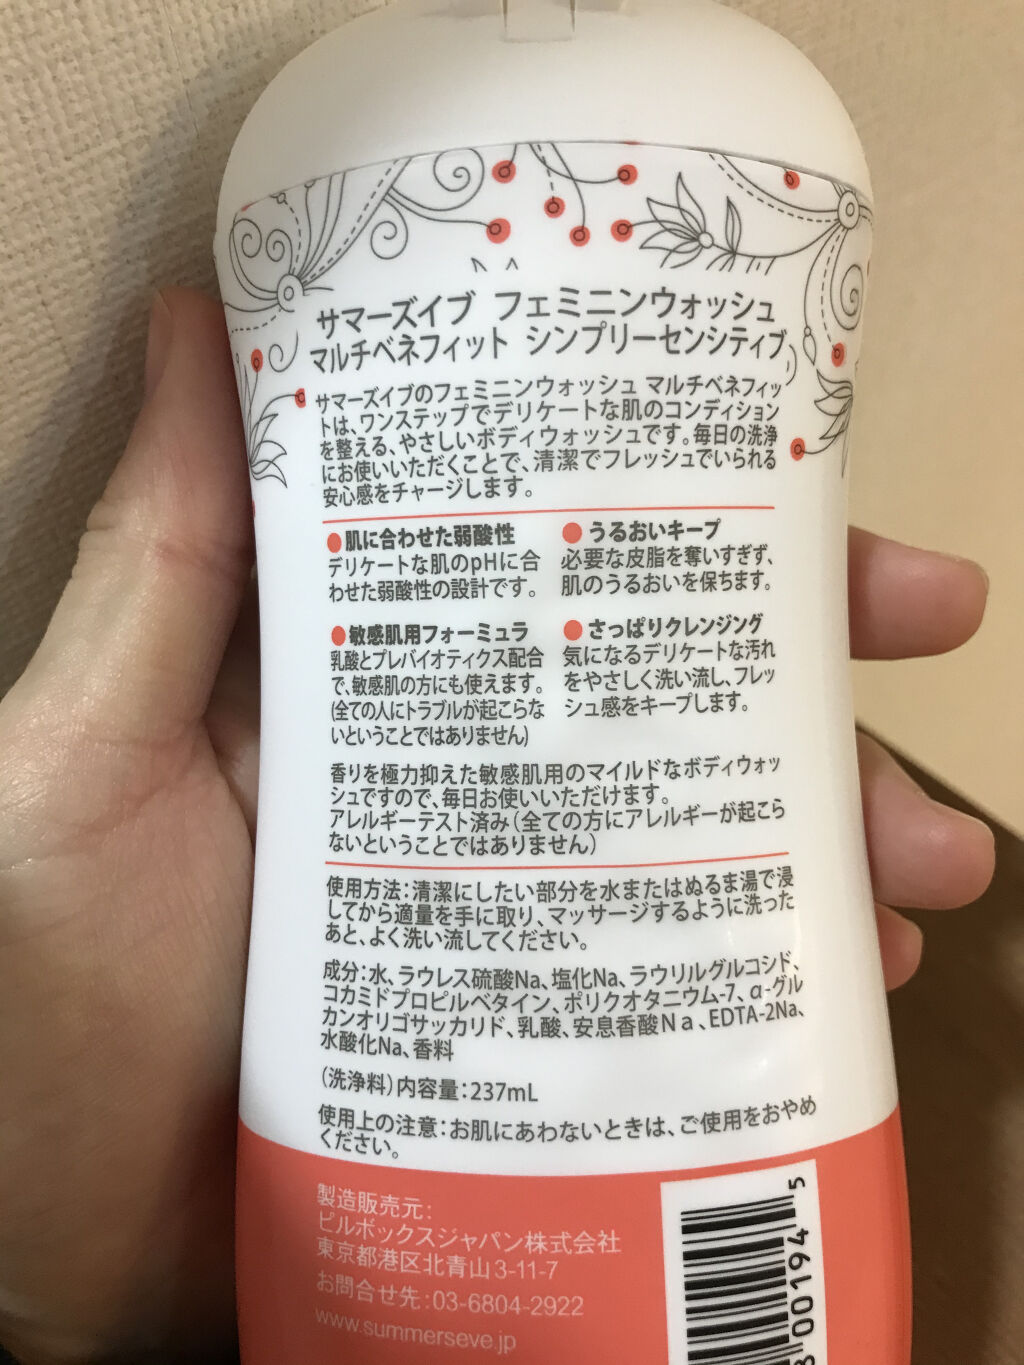 サマーズイブ フェミニンウォッシュ
マルチベネフィット シンプリーセンシティブ
サマーズイブのフェミニンウォッシュ マルチベネフィッ
トは、ワンステップでデリケートな肌のコンディション
を整える、やさしいボディウォッシュです。毎日の洗浄
にお使いいただくことで、清潔でフレッシュでいられる
安心感をチャージします。
●肌に合わせた弱酸性
デリケートな肌のpHに合
わせた弱酸性の設計です。
●うるおいキープ
必要な皮脂を奪いすぎず、
肌のうるおいを保ちます。
●敏感肌用フォーミュラ
乳酸とプレバイオティクス配合
で、敏感肌の方にも使えます。
(全ての人にトラブルが起こらな
いということではありません)
●さっぱりクレンジング
気になるデリケートな汚れ
をやさしく洗い流し、フレッ
シュ感をキープします。
香りを極力抑えた敏感肌用のマイルドなボディウォッ
シュですので、毎日お使いいただけます。
アレルギーテスト済み(全ての方にアレルギーが起こら
ないということではありません)
使用方法:清潔にしたい部分を水またはぬるま湯で浸
してから適量を手に取り、マッサージするように洗った
あと、よく洗い流してください。
成分:水、ラウレス硫酸Na、塩化Na、ラウリルグルコシド、
コカミドプロピルベタイン、ポリクオタニウム-7、α-グル
カンオリゴサッカリド、乳酸、安息香酸Na、EDTA-2Na、
水酸化Na、香料
(洗浄料)内容量:237mL
使用上の注意:お肌にあわないときは、ご使用をおやめ
ください。
製造販売元:
ピルボックスジャパン株式会社
東京都港区北青山3-11-7
お問合せ先:03-6804-2922
www.summerseve.jp
800194 5